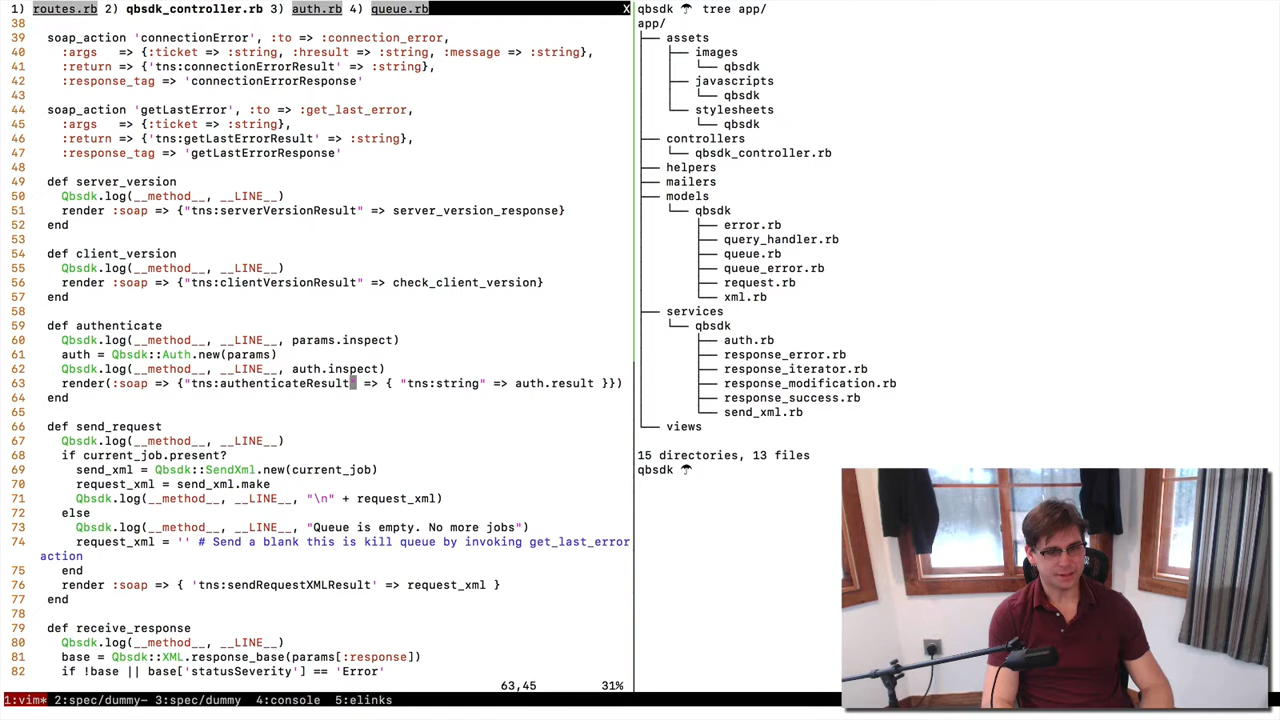 1) routes.rb 2) qbsdk_controller.rb 3) auth.rb 4) queue.rb X
38
39 soap_action 'connectionError', :to => :connection_error,
40 :args => {:ticket => :string, :hresult => :string, :message => :string},
41 :return => {'tns:connectionErrorResult' => :string},
42 :response_tag => 'connectionErrorResponse'
43
44 soap_action 'getLastError', :to => :get_last_error,
45 :args => {:ticket => :string},
46 :return => {'tns:getLastErrorResult' => :string},
47 :response_tag => 'getLastErrorResponse'
48
49 def server_version
50 Qbsdk.log(__method__, __LINE__)
51 render :soap => {"tns:serverVersionResult" => server_version_response}
52 end
53
54 def client_version
55 Qbsdk.log(__method__, __LINE__)
56 render :soap => {"tns:clientVersionResult" => check_client_version}
57 end
58
59 def authenticate
60 Qbsdk.log(__method__, __LINE__, params.inspect)
61 auth = Qbsdk::Auth.new(params)
62 Qbsdk.log(__method__, __LINE__, auth.inspect)
63 render(:soap => {"tns:authenticateResult" => { "tns:string" => auth.result }})
64 end
65
66 def send_request
67 Qbsdk.log(__method__, __LINE__)
68 if current_job.present?
69 send_xml = Qbsdk::SendXml.new(current_job)
70 request_xml = send_xml.make
71 Qbsdk.log(__method__, __LINE__, "\n" + request_xml)
72 else
73 Qbsdk.log(__method__, __LINE__, "Queue is empty. No more jobs")
74 request_xml = '' # Send a blank this is kill queue by invoking get_last_error
action
75 end
76 render :soap => { 'tns:sendRequestXMLResult' => request_xml }
77 end
78
79 def receive_response
80 Qbsdk.log(__method__, __LINE__)
81 base = Qbsdk::XML.response_base(params[:response])
82 if !base || base['statusSeverity'] == 'Error'
63,45 31%
1:vim* 2:spec/dummy- 3:spec/dummy 4:console 5:elinks
qbsdk ☂ tree app/
app/
├── assets
│   ├── images
│   │   └── qbsdk
│   ├── javascripts
│   │   └── qbsdk
│   └── stylesheets
│       └── qbsdk
├── controllers
│   └── qbsdk_controller.rb
├── helpers
├── mailers
├── models
│   └── qbsdk
│       ├── error.rb
│       ├── query_handler.rb
│       ├── queue.rb
│       ├── queue_error.rb
│       ├── request.rb
│       └── xml.rb
├── services
│   └── qbsdk
│       ├── auth.rb
│       ├── response_error.rb
│       ├── response_iterator.rb
│       ├── response_modification.rb
│       ├── response_success.rb
│       └── send_xml.rb
└── views
15 directories, 13 files
qbsdk ☂